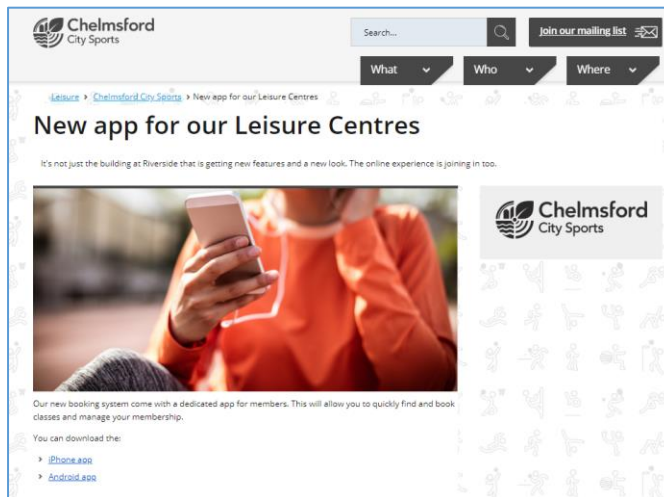 Chelmsford
City Sports
Search...
Join our mailing list
What
Who
Where
Leisure > Chelmsford City Sports > New app for our Leisure Centres
New app for our Leisure Centres
It's not just the building at Riverside that is getting new features and a new look. The online experience is joining in too.
Chelmsford
City Sports
Our new booking system come with a dedicated app for members. This will allow you to quickly find and book
classes and manage your membership.
You can download the:
> iPhone app
> Android app